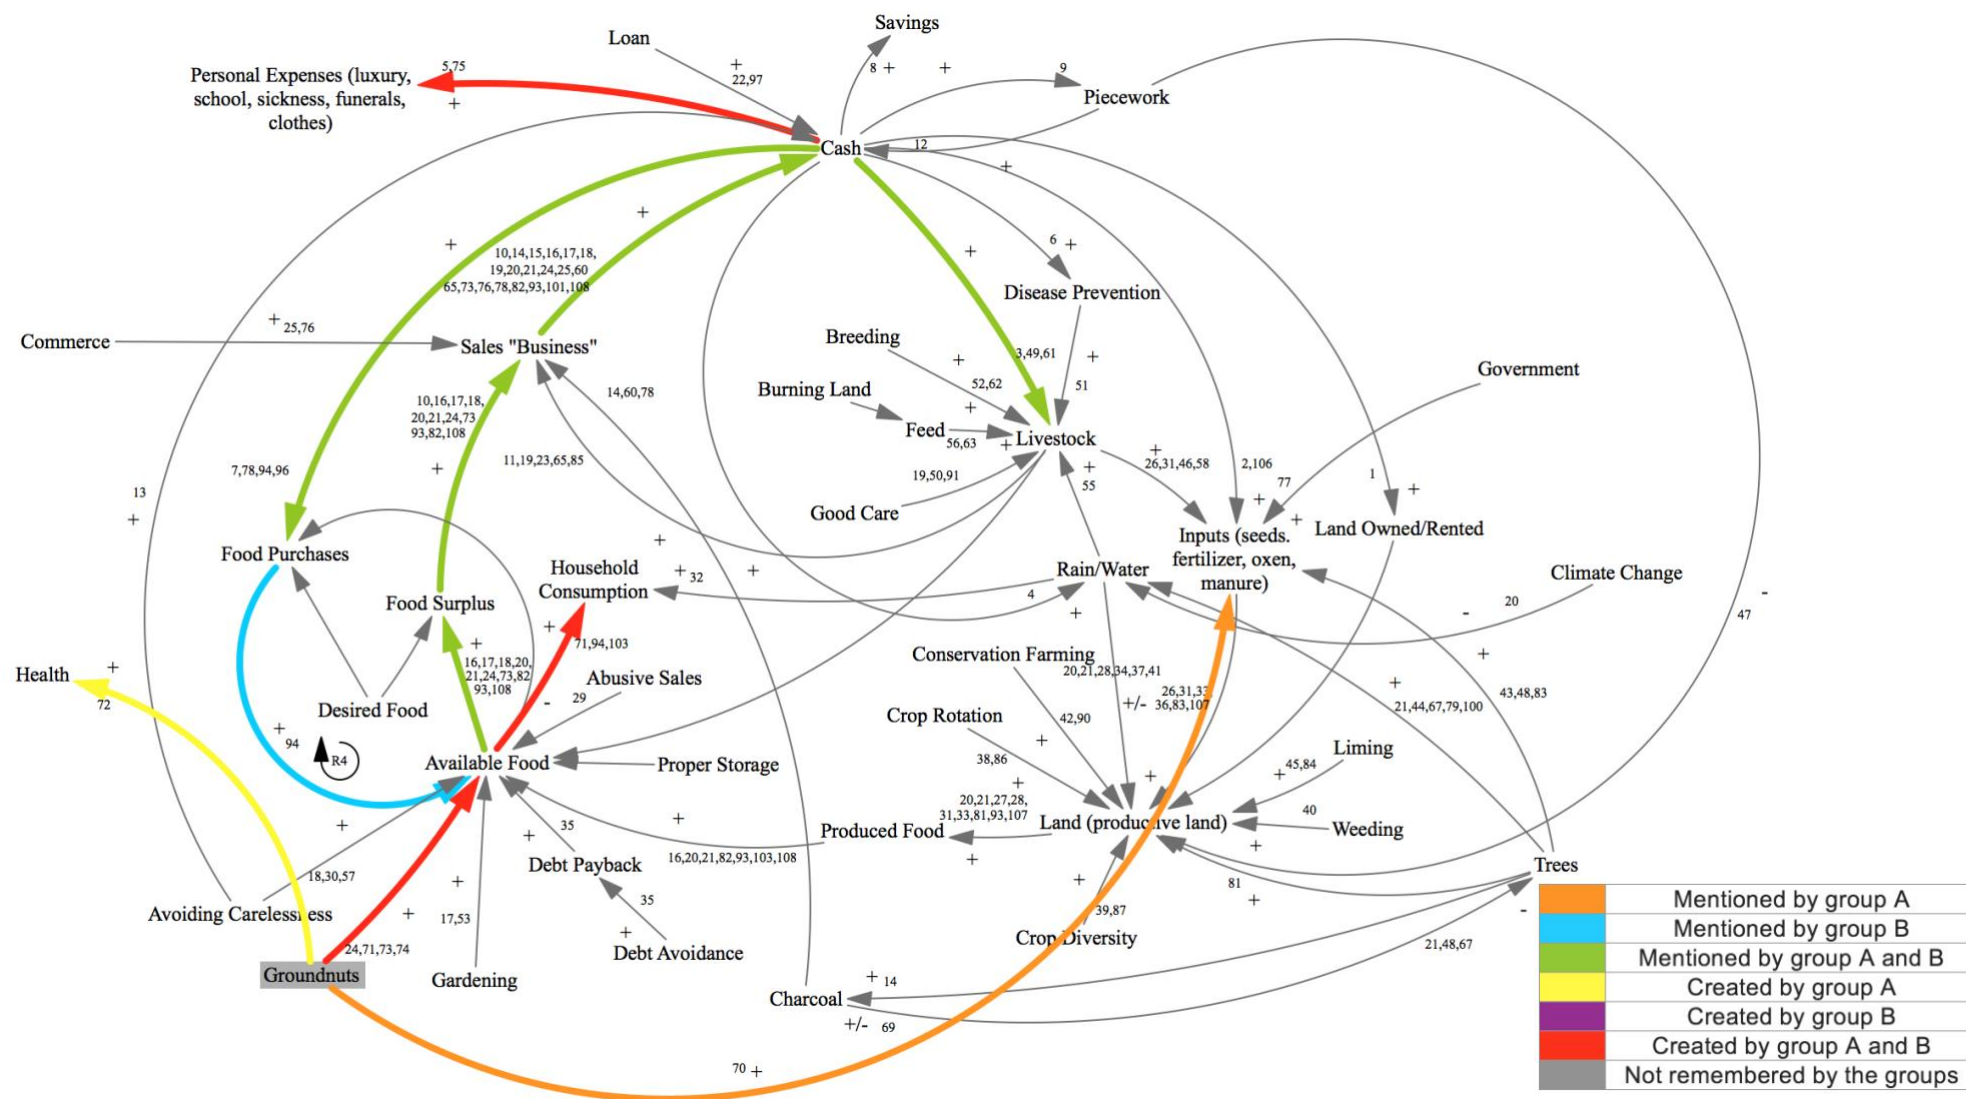 Savings
Loan
+
22,97
8 +
+
9
5,75
+
Personal Expenses (luxury,
school, sickness, funerals,
clothes)
Piecework
Cash
12
+
+
+
+
6 +
10,14,15,16,17,18,
19,20,21,24,25,60
65,73,76,78,82,93,101,108
Disease Prevention
+
25,76
Commerce
Sales "Business"
Breeding
+
3,49,61
+
52,62
51
Government
Burning Land
+
14,60,78
10,16,17,18,
20,21,24,73
93,82,108
Feed
56,63
+
Livestock
+
26,31,46,58
2,106
77
1
+
7,78,94,96
+
11,19,23,65,85
19,50,91
+
55
13
+
Good Care
+
+
Inputs (seeds.
fertilizer, oxen,
manure)
Land Owned/Rented
Food Purchases
+
Household
Consumption
+
32
+
Rain/Water
Climate Change
4
+
-
20
-
47
Food Surplus
+
16,17,18,20,
21,24,73,82
93,108
+
71,94,103
Conservation Farming
20,21,28,34,37,41
+
Health
+
72
Abusive Sales
29
-
+/-
26,31,33,
36,83,107
+
21,44,67,79,100
43,48,83
Desired Food
Crop Rotation
42,90
+
94
R4
+
38,86
Liming
+
45,84
Available Food
Proper Storage
+
+
20,21,27,28,
31,33,81,93,107
40
+
35
+
+
Produced Food
Land (productive land)
Weeding
16,20,21,82,93,103,108
+
+
Debt Payback
Trees
18,30,57
+
17,53
35
+
81
+
39,87
-
Avoiding Carelessness
+
+
Debt Avoidance
Crop Diversity
21,48,67
24,71,73,74
Groundnuts
Gardening
+ 14
Charcoal
+/- 69
70 +
Mentioned by group A
Mentioned by group B
Mentioned by group A and B
Created by group A
Created by group B
Created by group A and B
Not remembered by the groups